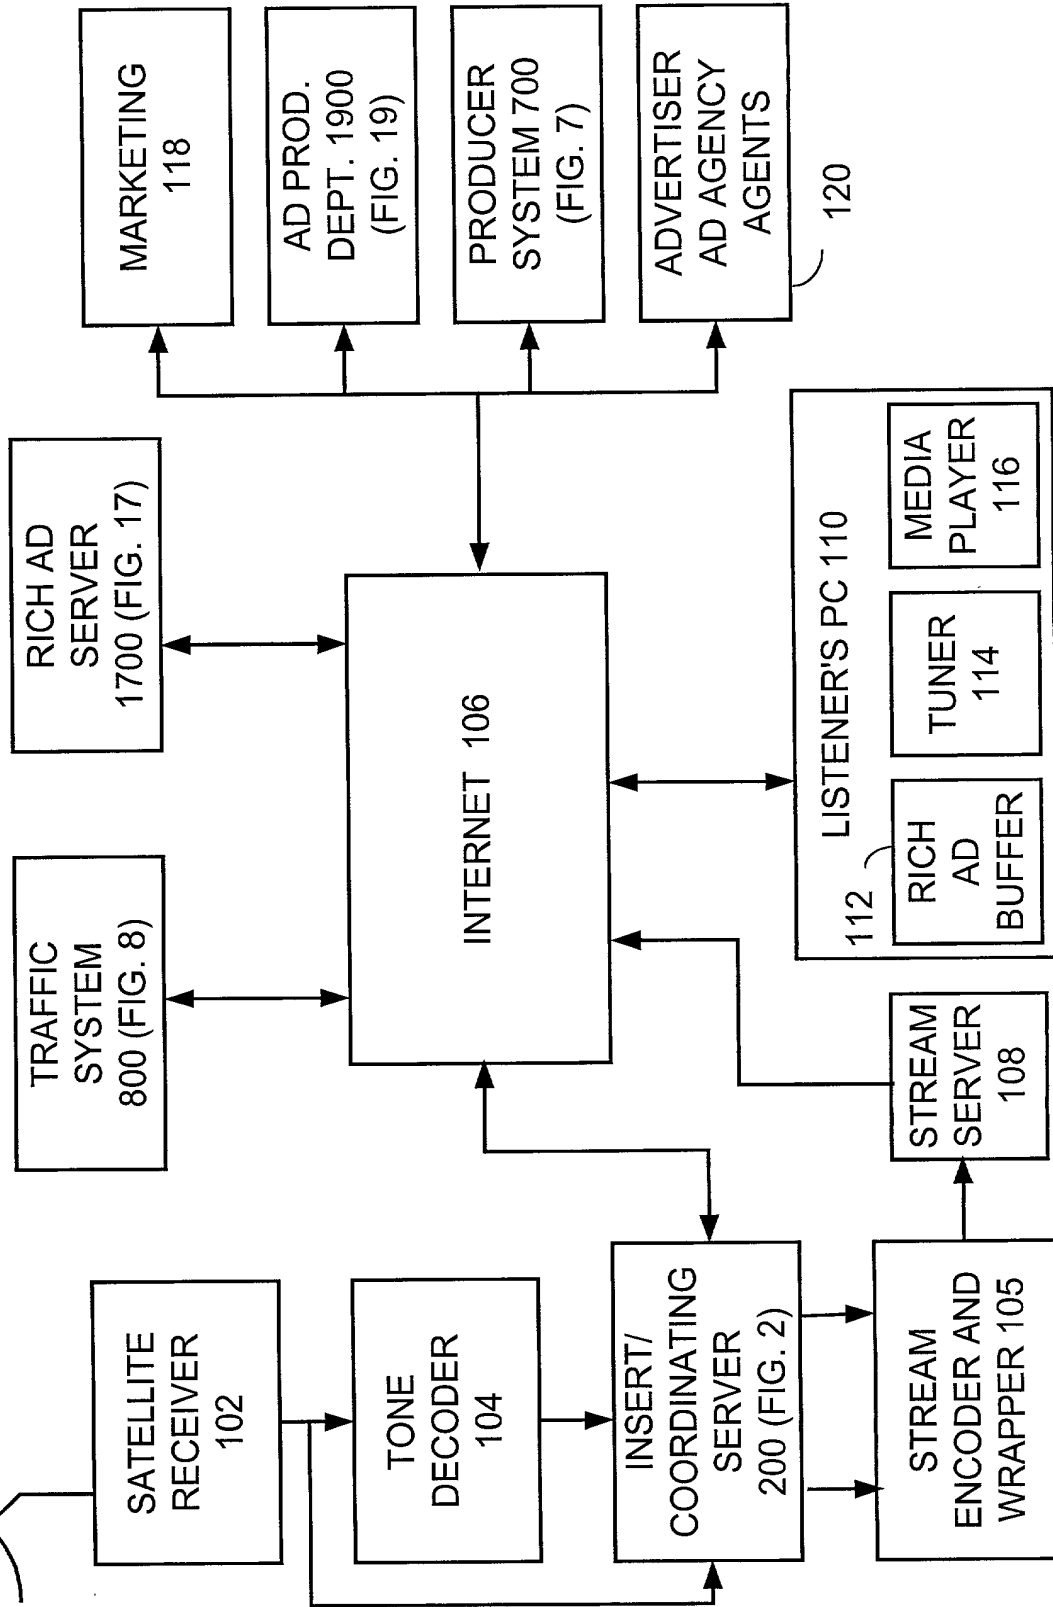 SATELLITE
RECEIVER
102
TONE
DECODER
104
INSERT/
COORDINATING
SERVER
200 (FIG. 2)
STREAM
ENCODER AND
WRAPPER 105
STREAM
SERVER
108
TRAFFIC
SYSTEM
800 (FIG. 8)
RICH AD
SERVER
1700 (FIG. 17)
INTERNET 106
LISTENER'S PC 110
112
RICH
AD
BUFFER
TUNER
114
MEDIA
PLAYER
116
MARKETING
118
AD PROD.
DEPT. 1900
(FIG. 19)
PRODUCER
SYSTEM 700
(FIG. 7)
ADVERTISER
AD AGENCY
AGENTS
120